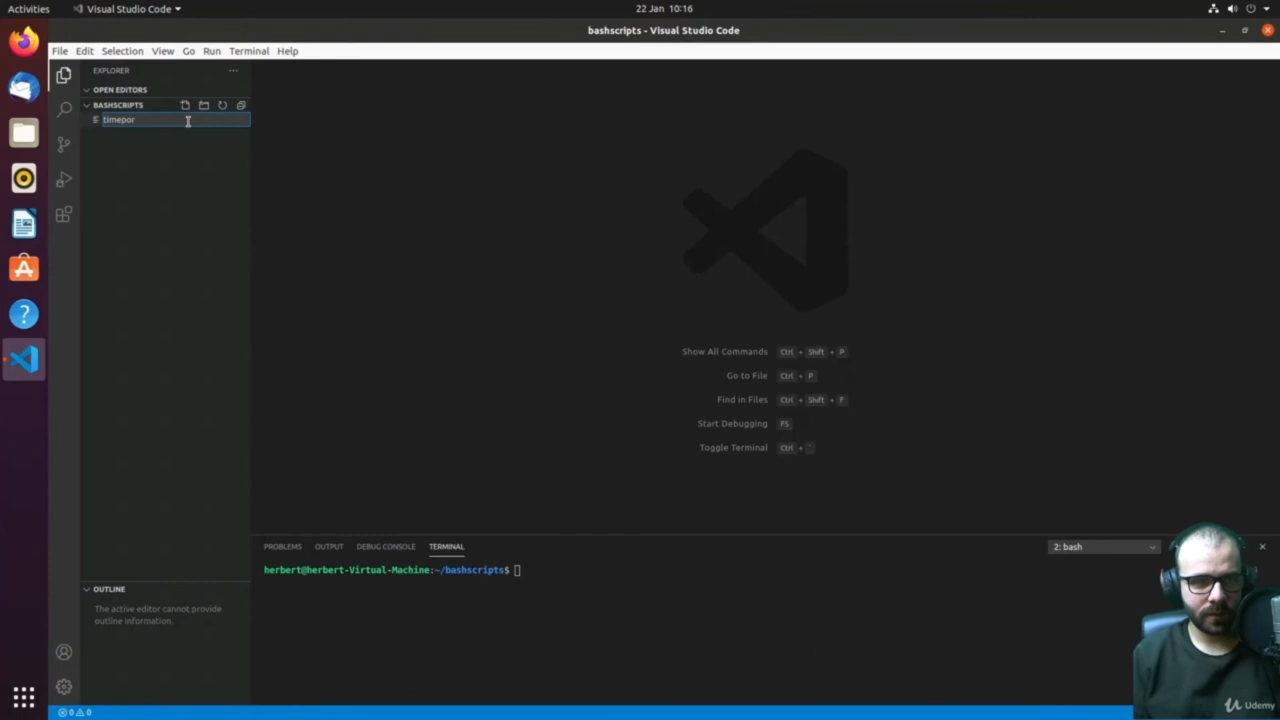 Activities
Visual Studio Code
22 Jan 10:16
bashscripts - Visual Studio Code
File Edit Selection View Go Run Terminal Help
EXPLORER
OPEN EDITORS
BASHSCRIPTS
timepor
Show All Commands Ctrl + Shift + P
Go to File Ctrl + P
Find in Files Ctrl + Shift + F
Start Debugging F5
Toggle Terminal Ctrl + `
PROBLEMS OUTPUT DEBUG CONSOLE TERMINAL
2: bash
herbert@herbert-Virtual-Machine:~/bashscripts$
OUTLINE
The active editor cannot provide
outline information.
0 0
Udemy